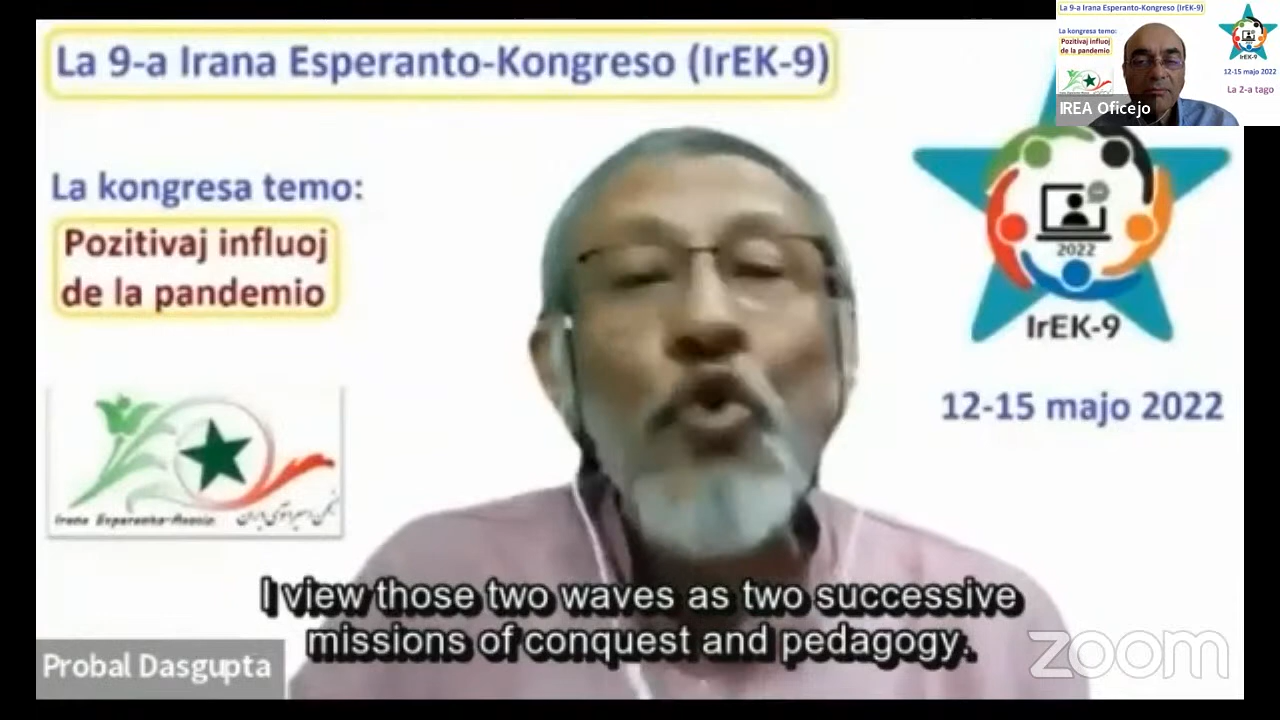 La 9-a Irana Esperanto-Kongreso (IrEK-9)
La kongresa temo:
Pozitivaj influoj
de la pandemio
2022
IrEK-9
12-15 majo 2022
Irana Esperanto-Asocio
انجمن اسپرانتوی ایران
I view those two waves as two successive
missions of conquest and pedagogy.
Probal Dasgupta
zoom
La 9-a Irana Esperanto-Kongreso (IrEK-9)
La kongresa temo:
Pozitivaj influoj
de la pandemio
IrEK-9
12-15 majo 2022
La 2-a tago
IREA Oficejo